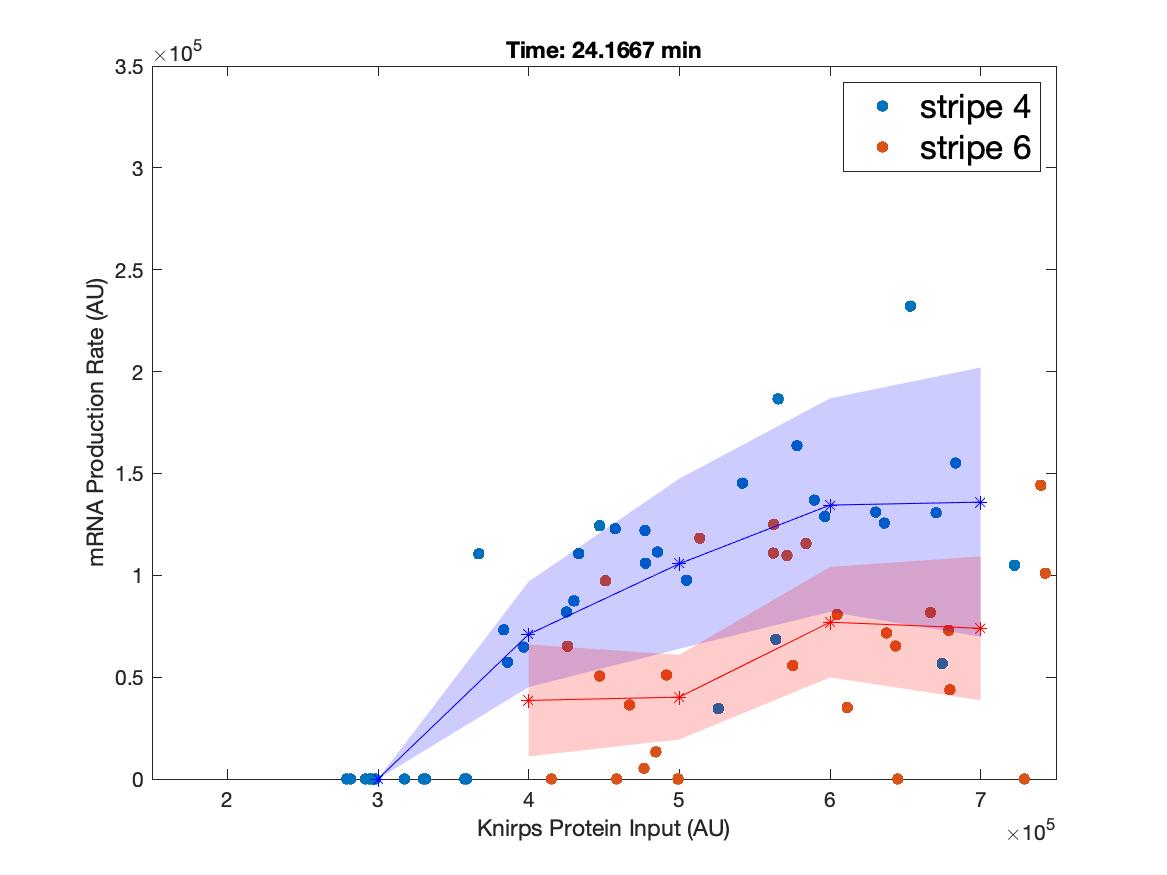 Time: 24.1667 min
×10⁵
3.5
3
2.5
2
1.5
1
0.5
0
mRNA Production Rate (AU)
stripe 4
stripe 6
2 3 4 5 6 7
Knirps Protein Input (AU)
×10⁵